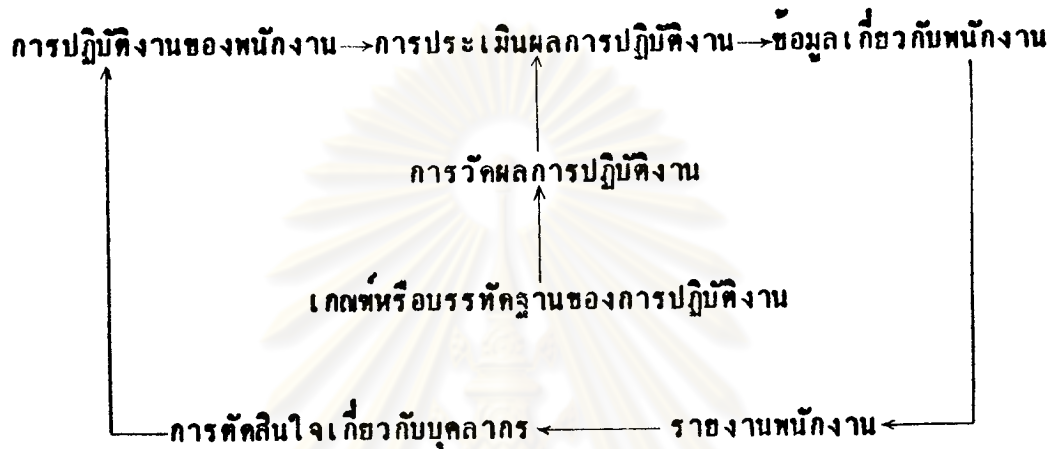 การปฏิบัติงานของพนักงาน→การประเมินผลการปฏิบัติงาน→ข้อมูลเกี่ยวกับพนักงาน
การวัดผลการปฏิบัติงาน
เกณฑ์หรือบรรทัดฐานของการปฏิบัติงาน
การตัดสินใจเกี่ยวกับบุคลากร← รายงานพนักงาน←